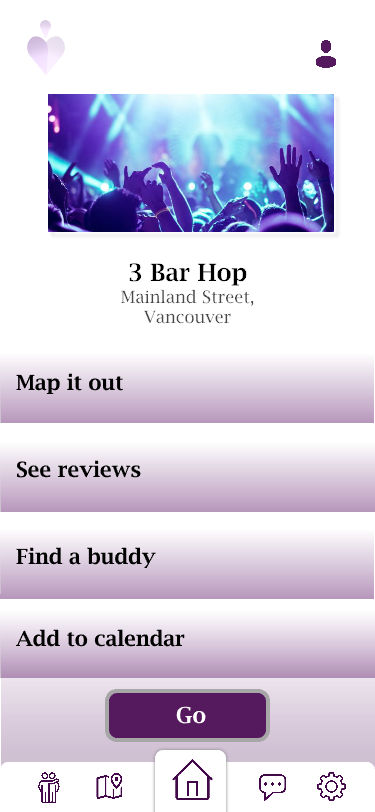 3 Bar Hop
Mainland Street,
Vancouver
Map it out
See reviews
Find a buddy
Add to calendar
Go